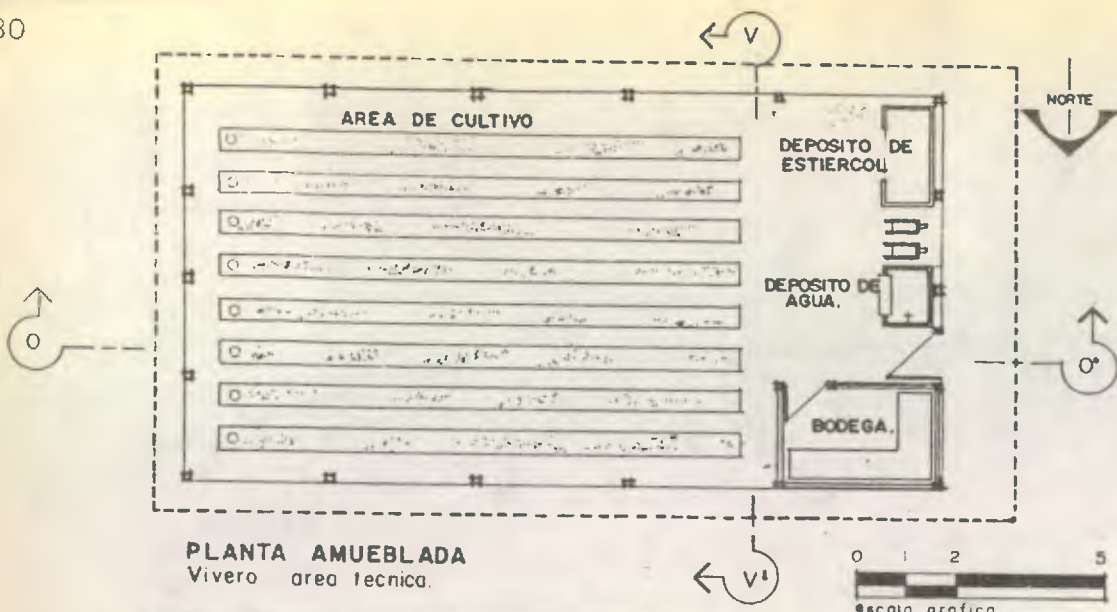 80
V
NORTE
AREA DE CULTIVO
DEPOSITO DE
ESTIERCOL
DEPOSITO DE
AGUA.
O
O'
BODEGA.
PLANTA AMUEBLADA
Vivero area tecnica.
V'
0 1 2 5
escala grafica